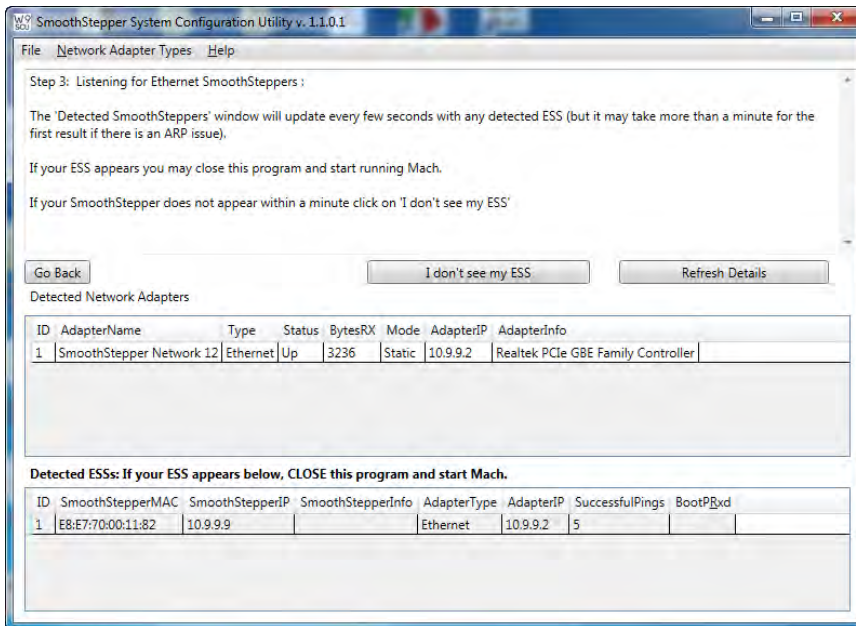 W9 SCU SmoothStepper System Configuration Utility v. 1.1.0.1
File Network Adapter Types Help
Step 3: Listening for Ethernet SmoothSteppers :
The 'Detected SmoothSteppers' window will update every few seconds with any detected ESS (but it may take more than a minute for the
first result if there is an ARP issue).
If your ESS appears you may close this program and start running Mach.
If your SmoothStepper does not appear within a minute click on 'I don't see my ESS'
Go Back I don't see my ESS Refresh Details
Detected Network Adapters
ID AdapterName Type Status BytesRX Mode AdapterIP AdapterInfo
1 SmoothStepper Network 12 Ethernet Up 3236 Static 10.9.9.2 Realtek PCIe GBE Family Controller
Detected ESSs: If your ESS appears below, CLOSE this program and start Mach.
ID SmoothStepperMAC SmoothStepperIP SmoothStepperInfo AdapterType AdapterIP SuccessfulPings BootPRxd
1 E8:E7:70:00:11:82 10.9.9.9 Ethernet 10.9.9.2 5